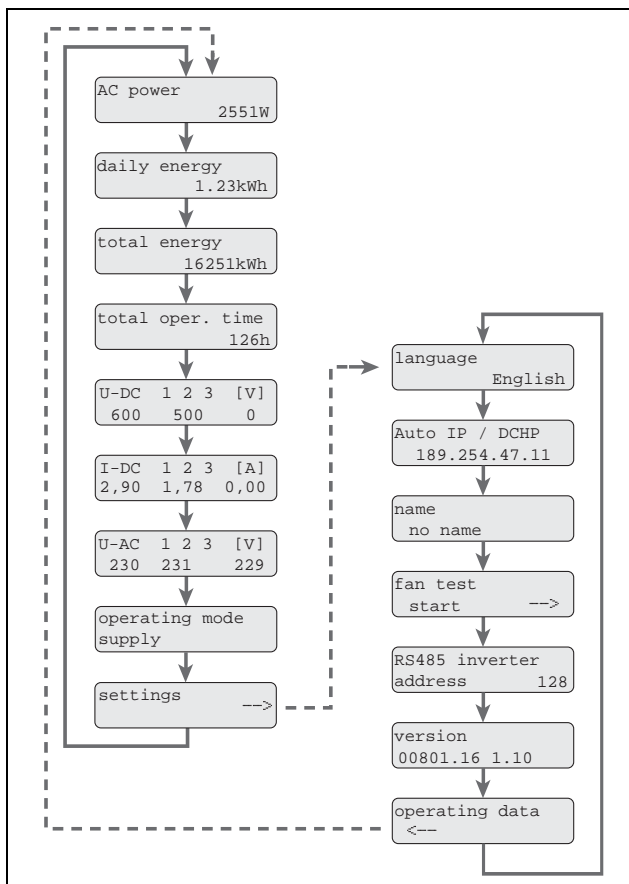 AC power
2551W
daily energy
1.23kWh
total energy
16251kWh
total oper. time
126h
U-DC 1 2 3 [V]
600 500 0
I-DC 1 2 3 [A]
2,90 1,78 0,00
U-AC 1 2 3 [V]
230 231 229
operating mode
supply
settings
-->
language
English
Auto IP / DCHP
189.254.47.11
name
no name
fan test
start -->
RS485 inverter
address 128
version
00801.16 1.10
operating data
<--